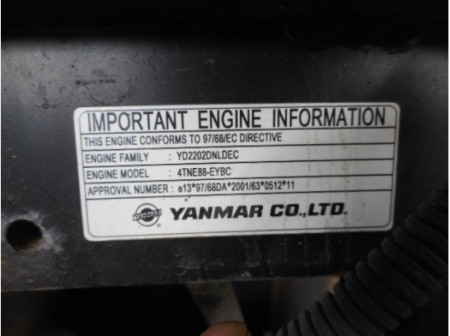 IMPORTANT ENGINE INFORMATION
THIS ENGINE CONFORMS TO 97/68/EC DIRECTIVE
ENGINE FAMILY : YD2202DNLDEC
ENGINE MODEL : 4TNE88-EYBC
APPROVAL NUMBER : e13*97/68DA*2001/63*0512*11
YANMAR CO.,LTD.